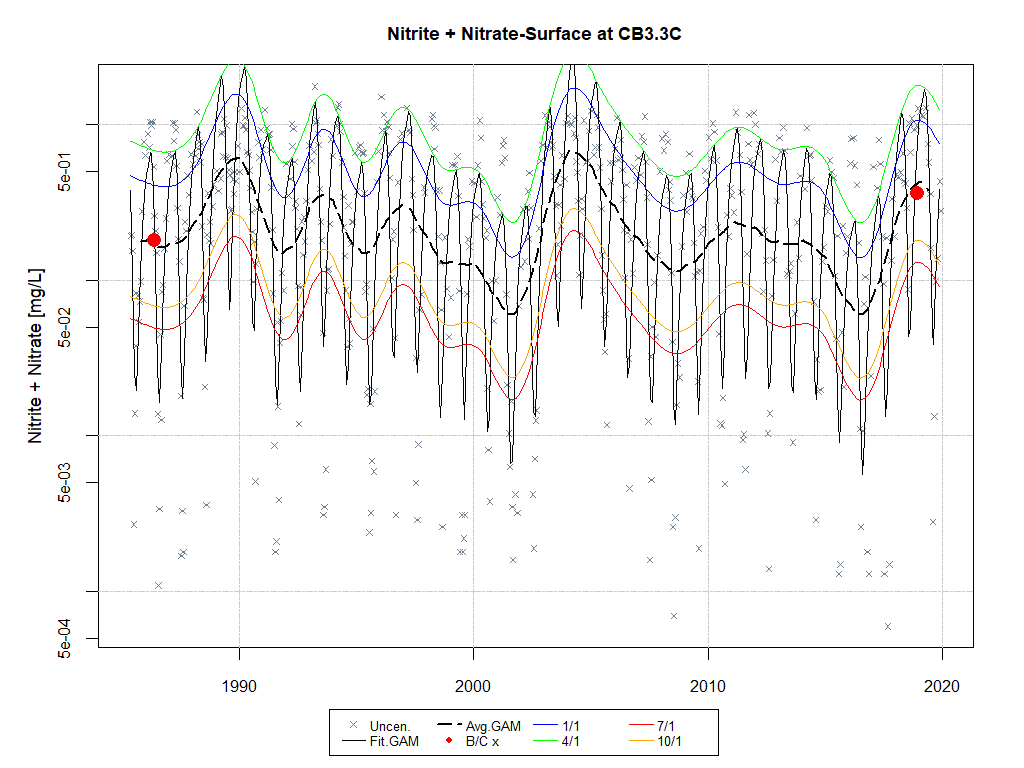 Nitrite + Nitrate-Surface at CB3.3C
Nitrite + Nitrate [mg/L]
5e-01
5e-02
5e-03
5e-04
1990 2000 2010 2020
Uncen. Avg.GAM 1/1 7/1
Fit.GAM B/C x 4/1 10/1